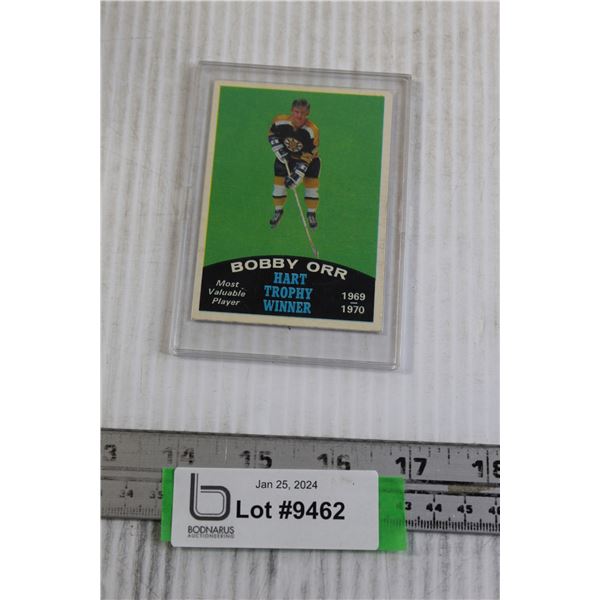 BOBBY ORR
Most
Valuable
Player
HART
TROPHY
WINNER
1969
1970
3 14 15 16 17 18
Jan 25, 2024
b
Lot #9462
BODNARUS
AUCTIONEERING